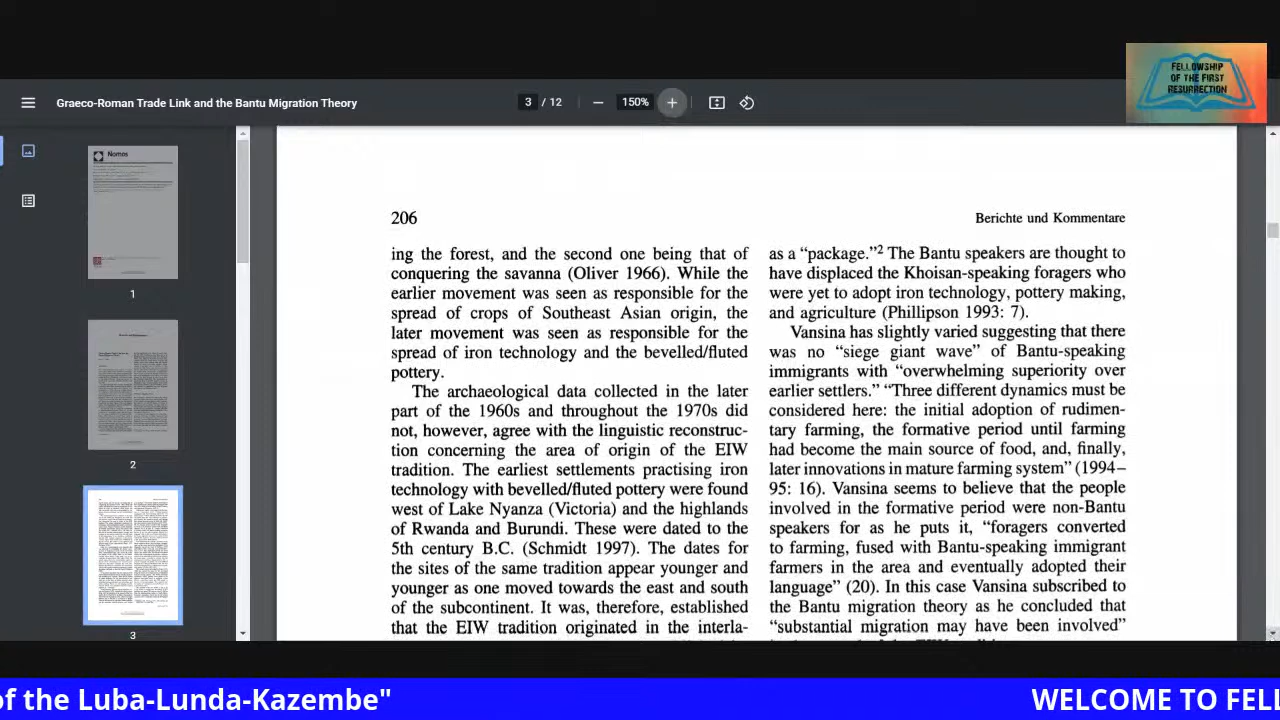 FELLOWSHIP
OF THE FIRST
RESURRECTION
Graeco-Roman Trade Link and the Bantu Migration Theory
3 / 12
150%
Nomos
1
2
3
206
Berichte und Kommentare
ing the forest, and the second one being that of
conquering the savanna (Oliver 1966). While the
earlier movement was seen as responsible for the
spread of crops of Southeast Asian origin, the
later movement was seen as responsible for the
spread of iron technology and the bevelled/fluted
pottery.
The archaeological data collected in the later
part of the 1960s and throughout the 1970s did
not, however, agree with the linguistic reconstruc-
tion concerning the area of origin of the EIW
tradition. The earliest settlements practising iron
technology with bevelled/fluted pottery were found
west of Lake Nyanza (Victoria) and the highlands
of Rwanda and Burundi. These were dated to the
5th century B.C. (Schmidt 1997). The dates for
the sites of the same tradition appear younger and
younger as one moved towards the east and south
of the subcontinent. It was, therefore, established
that the EIW tradition originated in the interla-
as a “package.”2 The Bantu speakers are thought to
have displaced the Khoisan-speaking foragers who
were yet to adopt iron technology, pottery making,
and agriculture (Phillipson 1993: 7).
Vansina has slightly varied suggesting that there
was no “siege giant wave” of Bantu-speaking
immigrants with “overwhelming superiority over
earlier settlers.” “Three different dynamics must be
considered here: the initial adoption of rudimen-
tary farming, the formative period until farming
had become the main source of food, and, finally,
later innovations in mature farming system” (1994–
95: 16). Vansina seems to believe that the people
involved in the formative period were non-Bantu
speakers for as he puts it, “foragers converted
to farming, fused with Bantu-speaking immigrant
farmers in the area and eventually adopted their
language” (20). In this case Vansina subscribed to
the Bantu migration theory as he concluded that
“substantial migration may have been involved”
of the Luba-Lunda-Kazembe"
WELCOME TO FELL